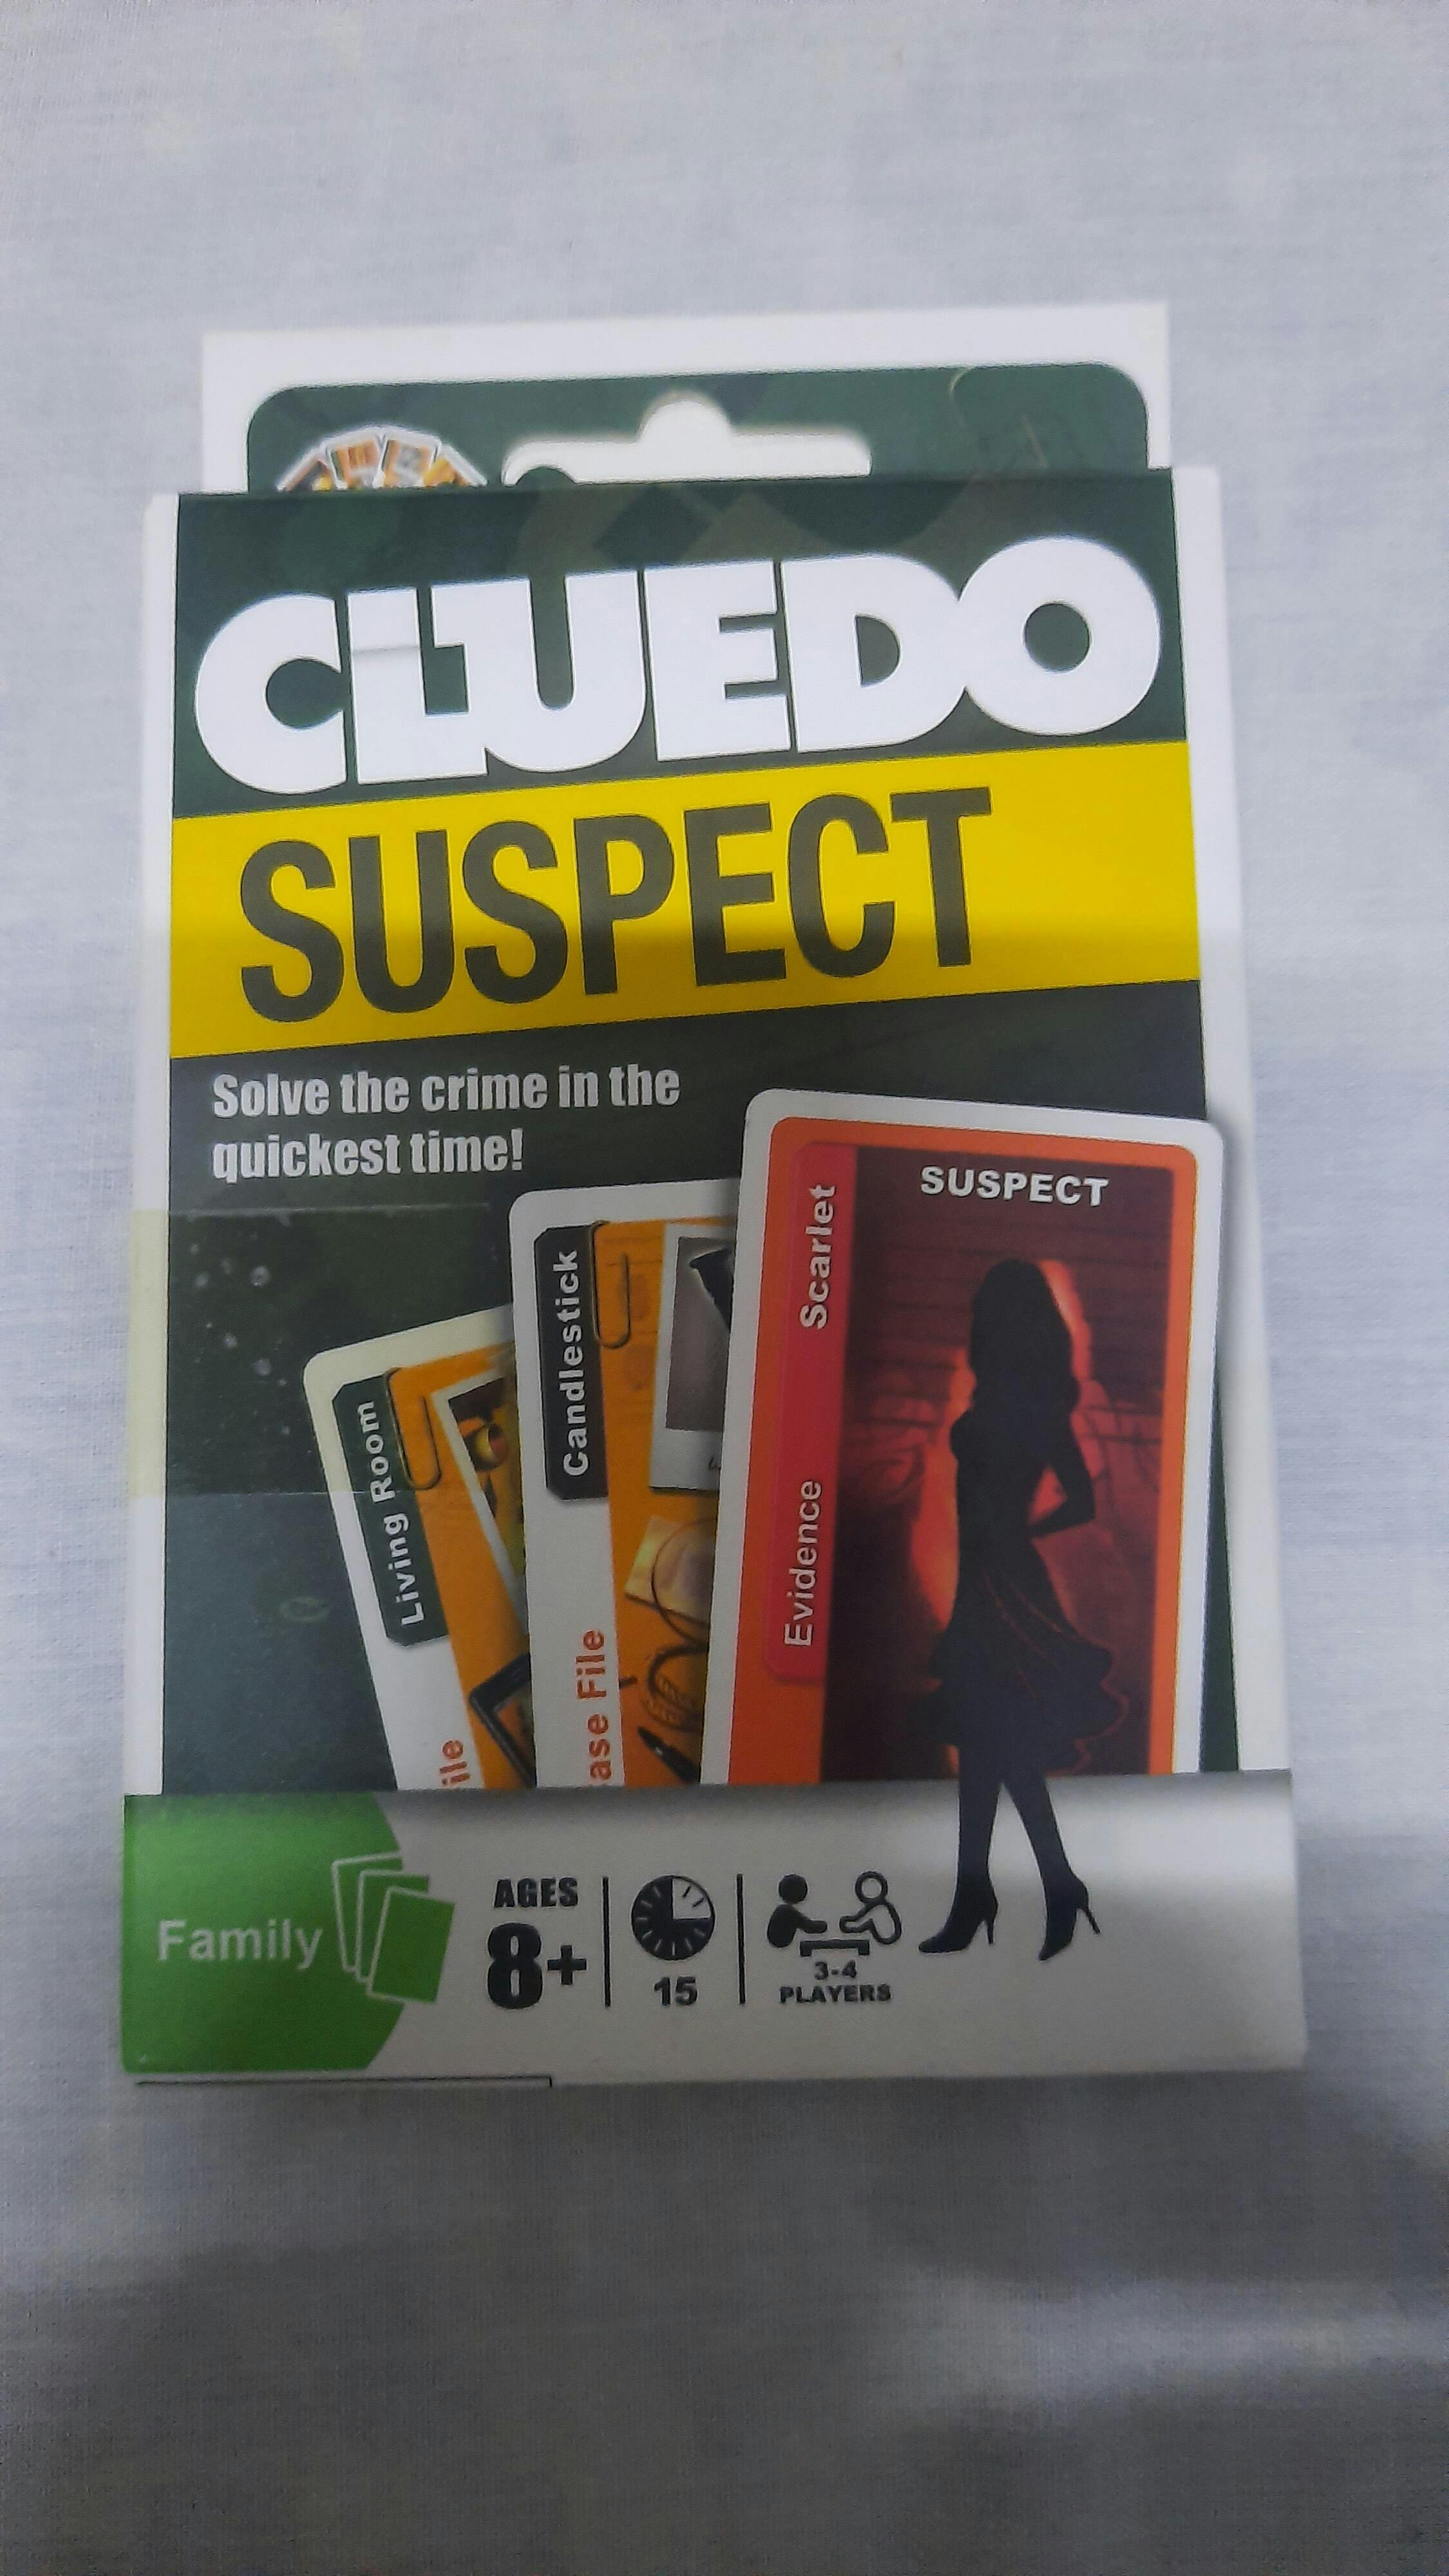 CLUEDO
SUSPECT
Solve the crime in the
quickest time!
SUSPECT
Scarlet
Evidence
Candlestick
ase File
Living Room
ile
Family
AGES
8+
15
3-4
PLAYERS